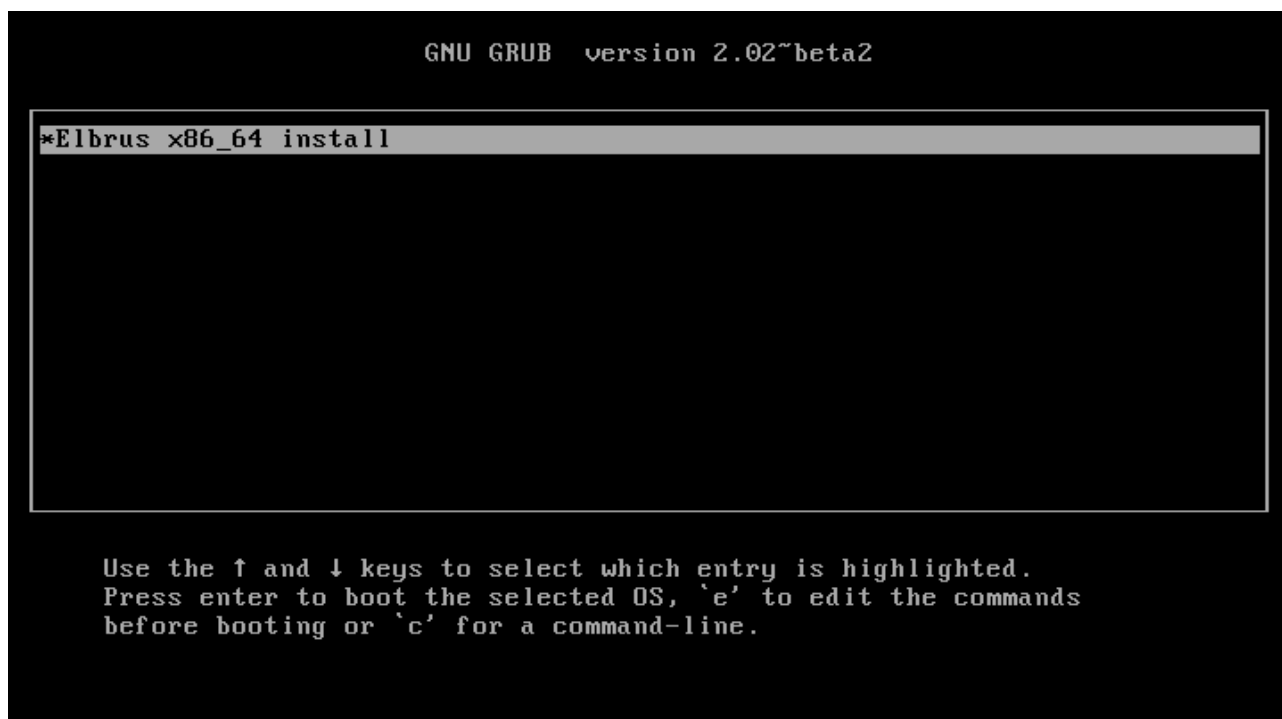 GNU GRUB  version 2.02~beta2
*Elbrus x86_64 install
Use the ↑ and ↓ keys to select which entry is highlighted.
Press enter to boot the selected OS, `e' to edit the commands
before booting or `c' for a command-line.